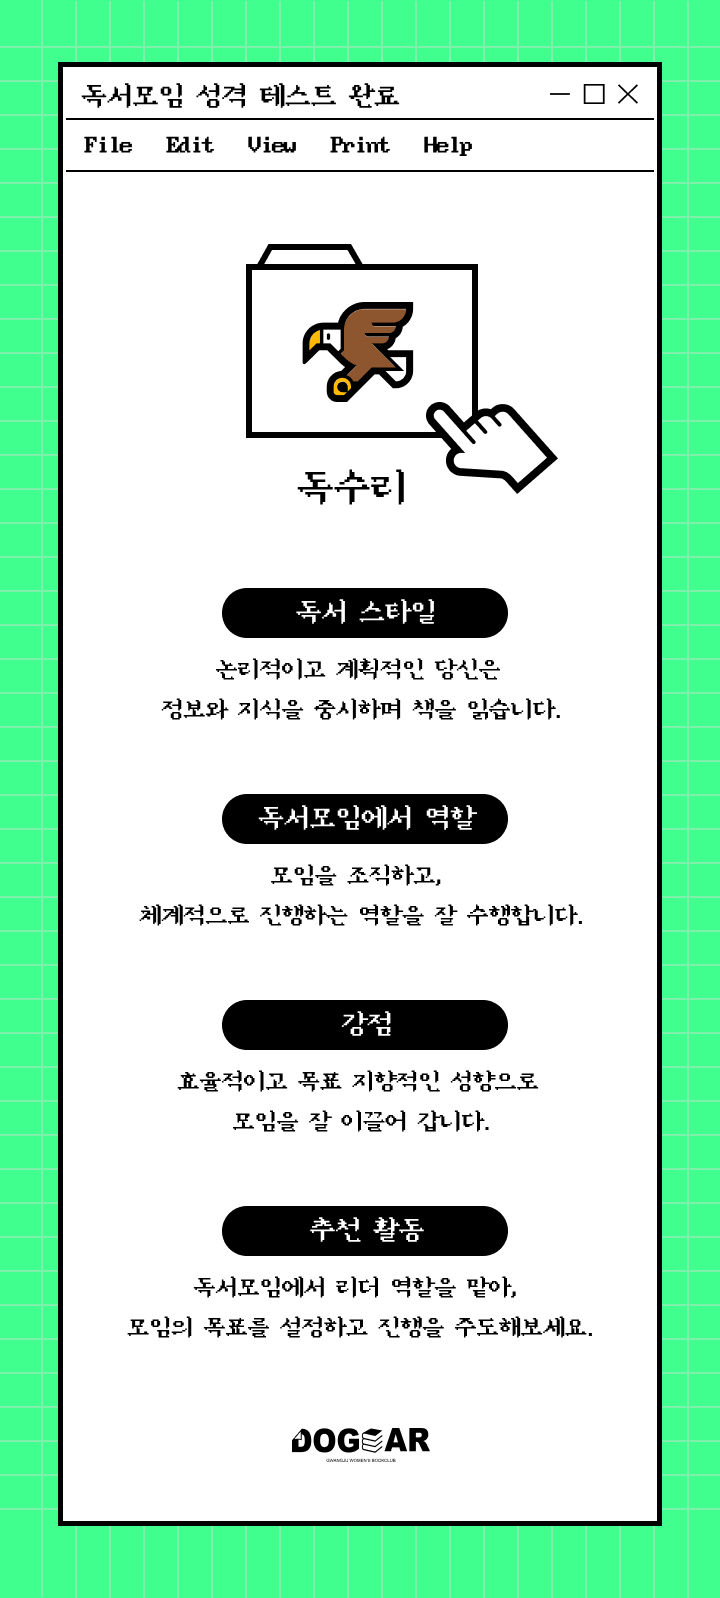 독서모임 성격 테스트 완료
File Edit View Print Help
독수리
독서 스타일
논리적이고 계획적인 당신은
정보와 지식을 중시하며 책을 읽습니다.
독서모임에서 역할
모임을 조직하고,
체계적으로 진행하는 역할을 잘 수행합니다.
강점
효율적이고 목표 지향적인 성향으로
모임을 잘 이끌어 갑니다.
추천 활동
독서모임에서 리더 역할을 맡아,
모임의 목표를 설정하고 진행을 주도해보세요.
DOGEAR
GWANGJU WOMEN'S BOOKCLUB